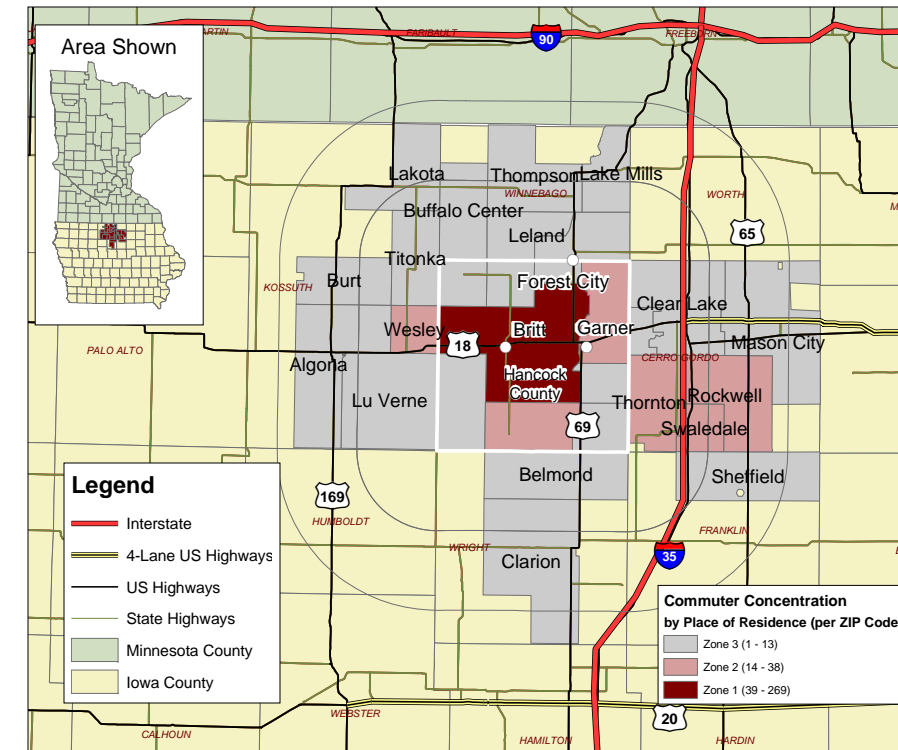 Area Shown
ARTIN
FARIBAULT
FREEBORN
90
Lakota
Thompson
Lake Mills
WINNEBAGO
WORTH
Buffalo Center
65
Leland
Titonka
KOSSUTH
Burt
Forest City
Clear Lake
Wesley
Britt
Garner
18
Mason City
PALO ALTO
CERRO GORDO
Algona
Hancock
County
Lu Verne
Thornton
Rockwell
69
Swaledale
Belmond
Sheffield
169
HUMBOLDT
FRANKLIN
WRIGHT
35
Clarion
Legend
Interstate
4-Lane US Highways
US Highways
State Highways
Minnesota County
Iowa County
Commuter Concentration
by Place of Residence (per ZIP Code
Zone 3 (1 - 13)
Zone 2 (14 - 38)
Zone 1 (39 - 269)
WEBSTER
20
CALHOUN
HAMILTON
HARDIN